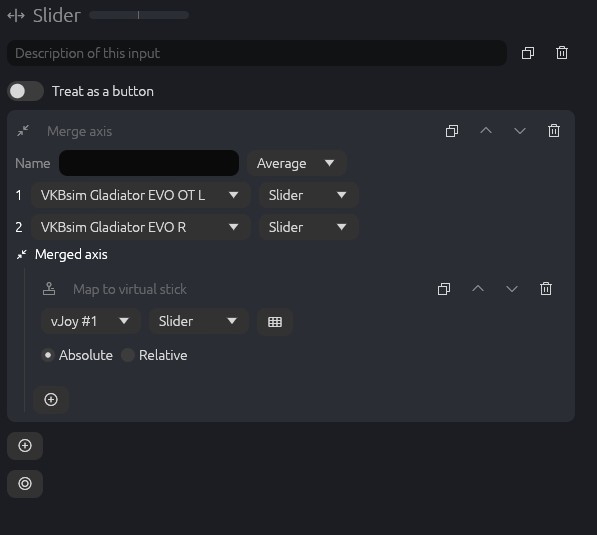 Slider
Description of this input
Treat as a button
Merge axis
Name Average
1 VKBsim Gladiator EVO OT L Slider
2 VKBsim Gladiator EVO R Slider
Merged axis
Map to virtual stick
vJoy #1 Slider
Absolute Relative